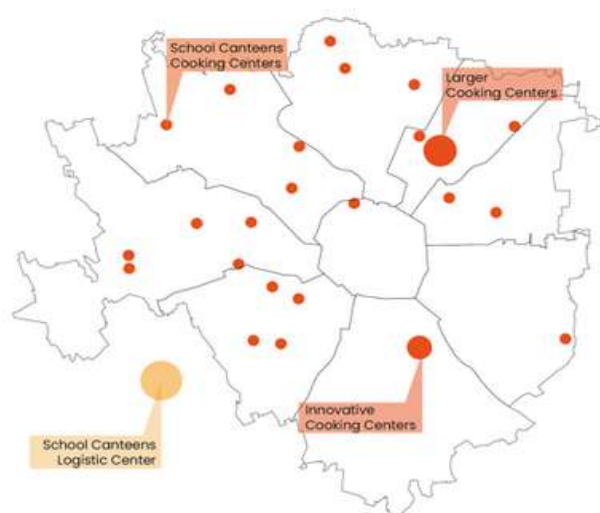 School Canteens
Cooking Centers
Larger
Cooking Centers
Innovative
Cooking Centers
School Canteens
Logistic Center